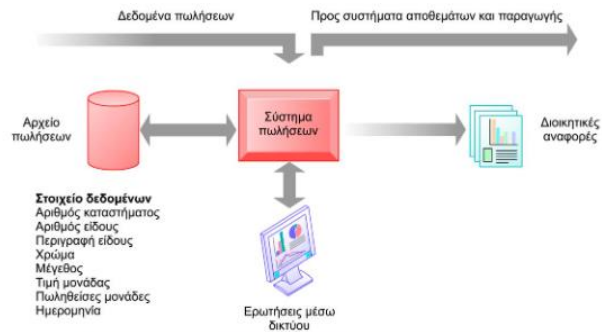 Δεδομένα πωλήσεων
Προς συστήματα αποθεμάτων και παραγωγής
Αρχείο
πωλήσεων
Σύστημα
πωλήσεων
Διοικητικές
αναφορές
Στοιχείο δεδομένων
Αριθμός καταστήματος
Αριθμός είδους
Περιγραφή είδους
Χρώμα
Μέγεθος
Τιμή μονάδας
Πωληθείσες μονάδες
Ημερομηνία
Ερωτήσεις μέσω
δικτύου